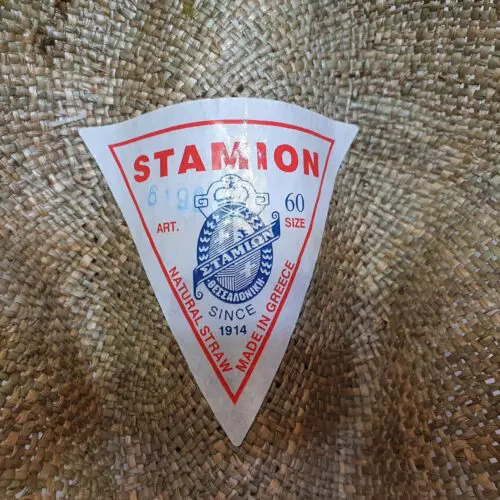 STAMION
60
ART.
SIZE
ΣΤΑΜΙΩΝ
ΘΕΣΣΑΛΟΝΙΚΗ
SINCE
1914
NATURAL STRAW
MADE IN GREECE